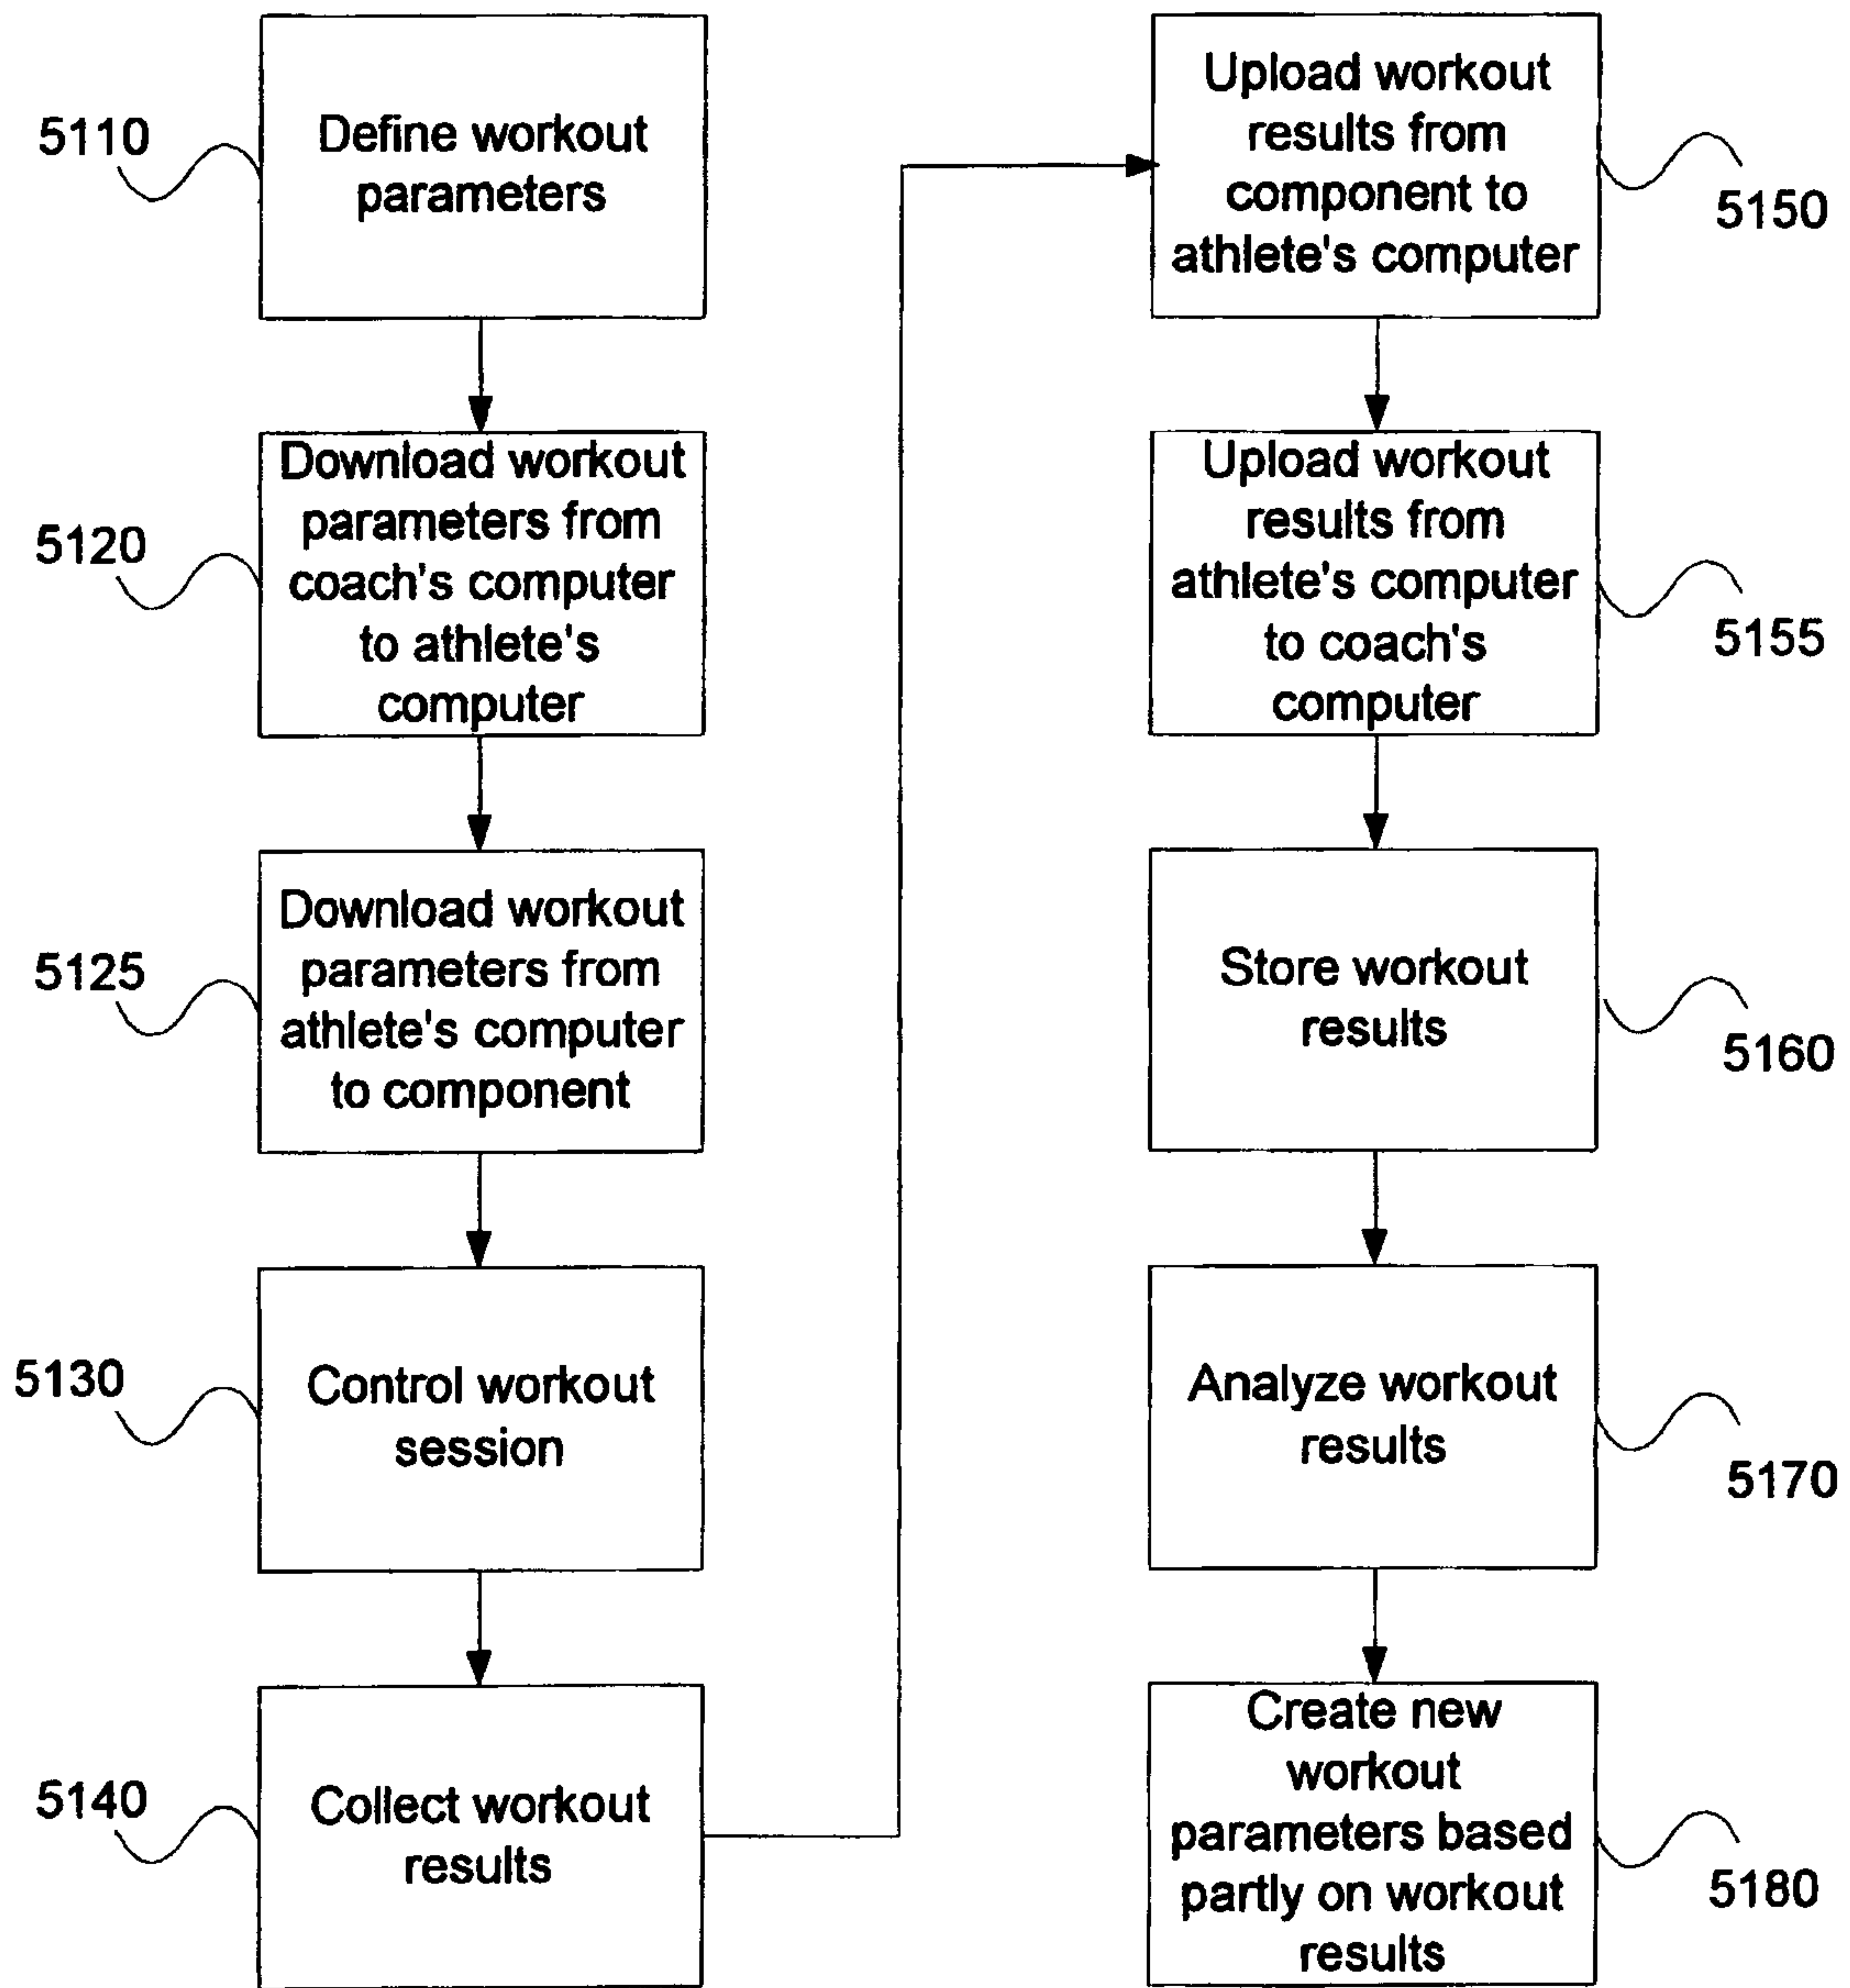 5110
Define workout
parameters
5120
Download workout
parameters from
coach's computer
to athlete's
computer
5125
Download workout
parameters from
athlete's computer
to component
5130
Control workout
session
5140
Collect workout
results
Upload workout
results from
component to
athlete's computer
5150
Upload workout
results from
athlete's computer
to coach's
computer
5155
Store workout
results
5160
Analyze workout
results
5170
Create new
workout
parameters based
partly on workout
results
5180